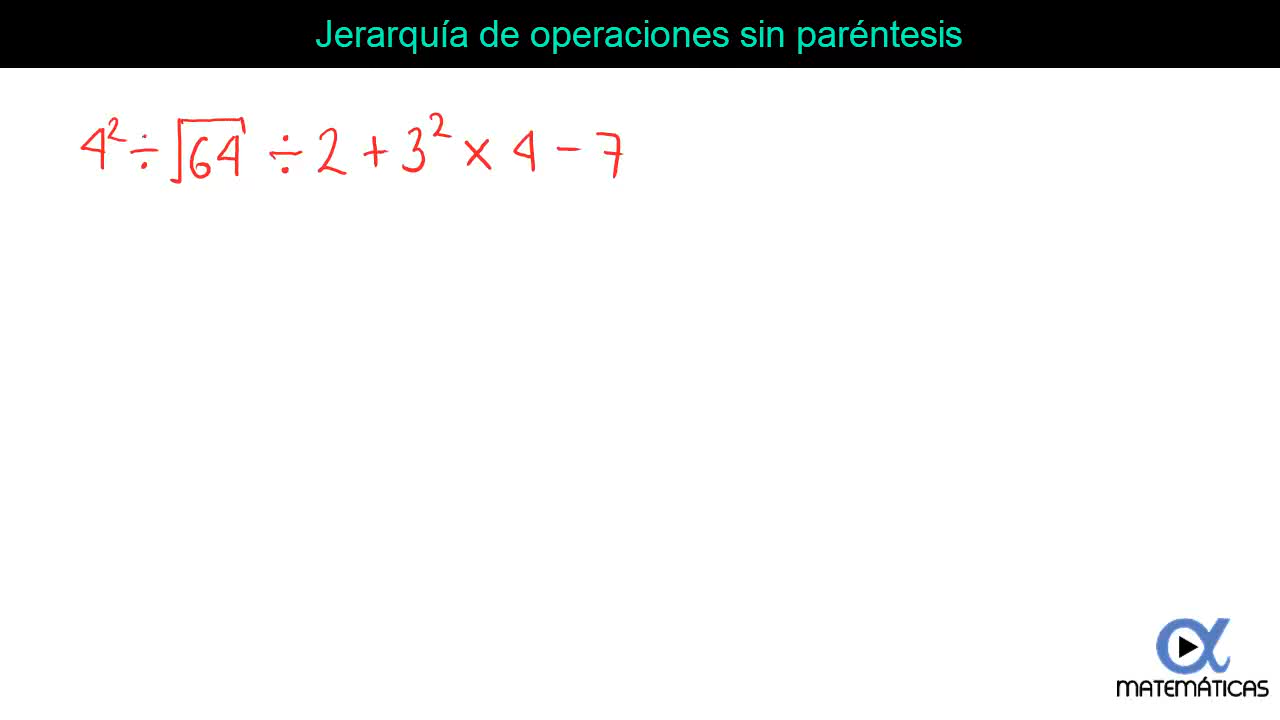 Jerarquía de operaciones sin paréntesis
4² ÷ √64 ÷ 2 + 3² × 4 − 7
MATEMÁTICAS